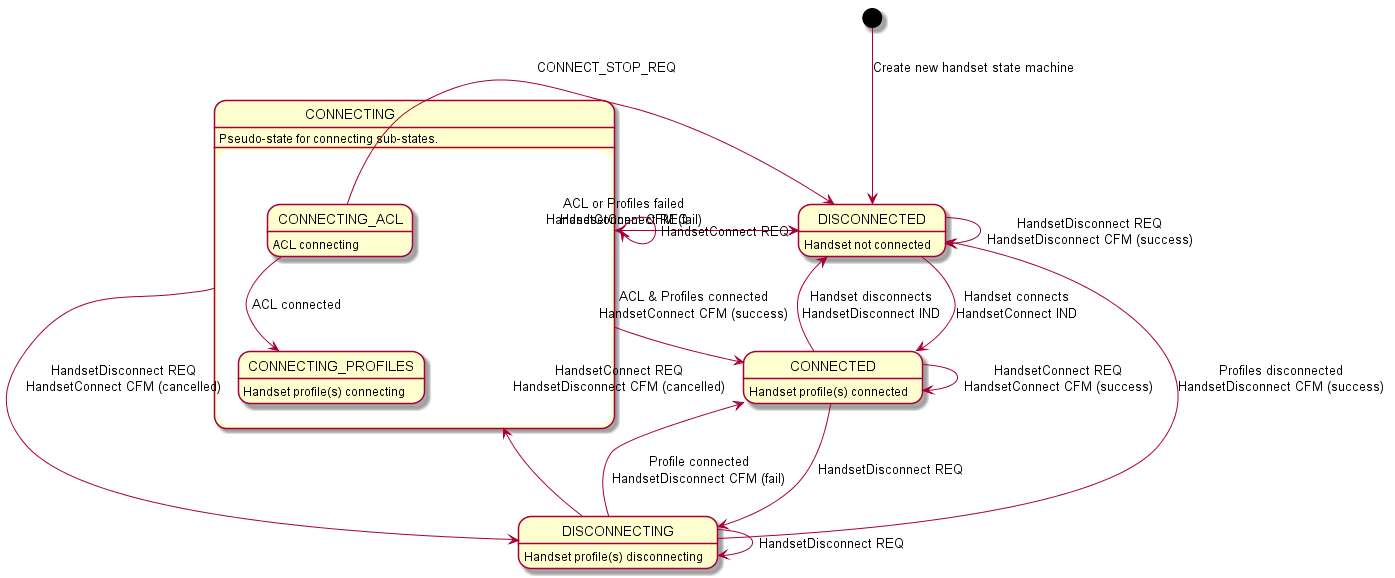 CONNECT_STOP_REQ
Create new handset state machine
CONNECTING
Pseudo-state for connecting sub-states.
CONNECTING_ACL
ACL connecting
ACL connected
CONNECTING_PROFILES
Handset profile(s) connecting
ACL or Profiles failed
HandsetConnect CFM (fail)
HandsetConnect REQ
HandsetConnect REQ
DISCONNECTED
Handset not connected
HandsetDisconnect REQ
HandsetDisconnect CFM (success)
ACL & Profiles connected
HandsetConnect CFM (success)
Handset disconnects
HandsetDisconnect IND
Handset connects
HandsetConnect IND
HandsetDisconnect REQ
HandsetConnect CFM (cancelled)
HandsetConnect REQ
HandsetDisconnect CFM (cancelled)
CONNECTED
Handset profile(s) connected
HandsetConnect REQ
HandsetConnect CFM (success)
Profiles disconnected
HandsetDisconnect CFM (success)
Profile connected
HandsetDisconnect CFM (fail)
HandsetDisconnect REQ
DISCONNECTING
Handset profile(s) disconnecting
HandsetDisconnect REQ